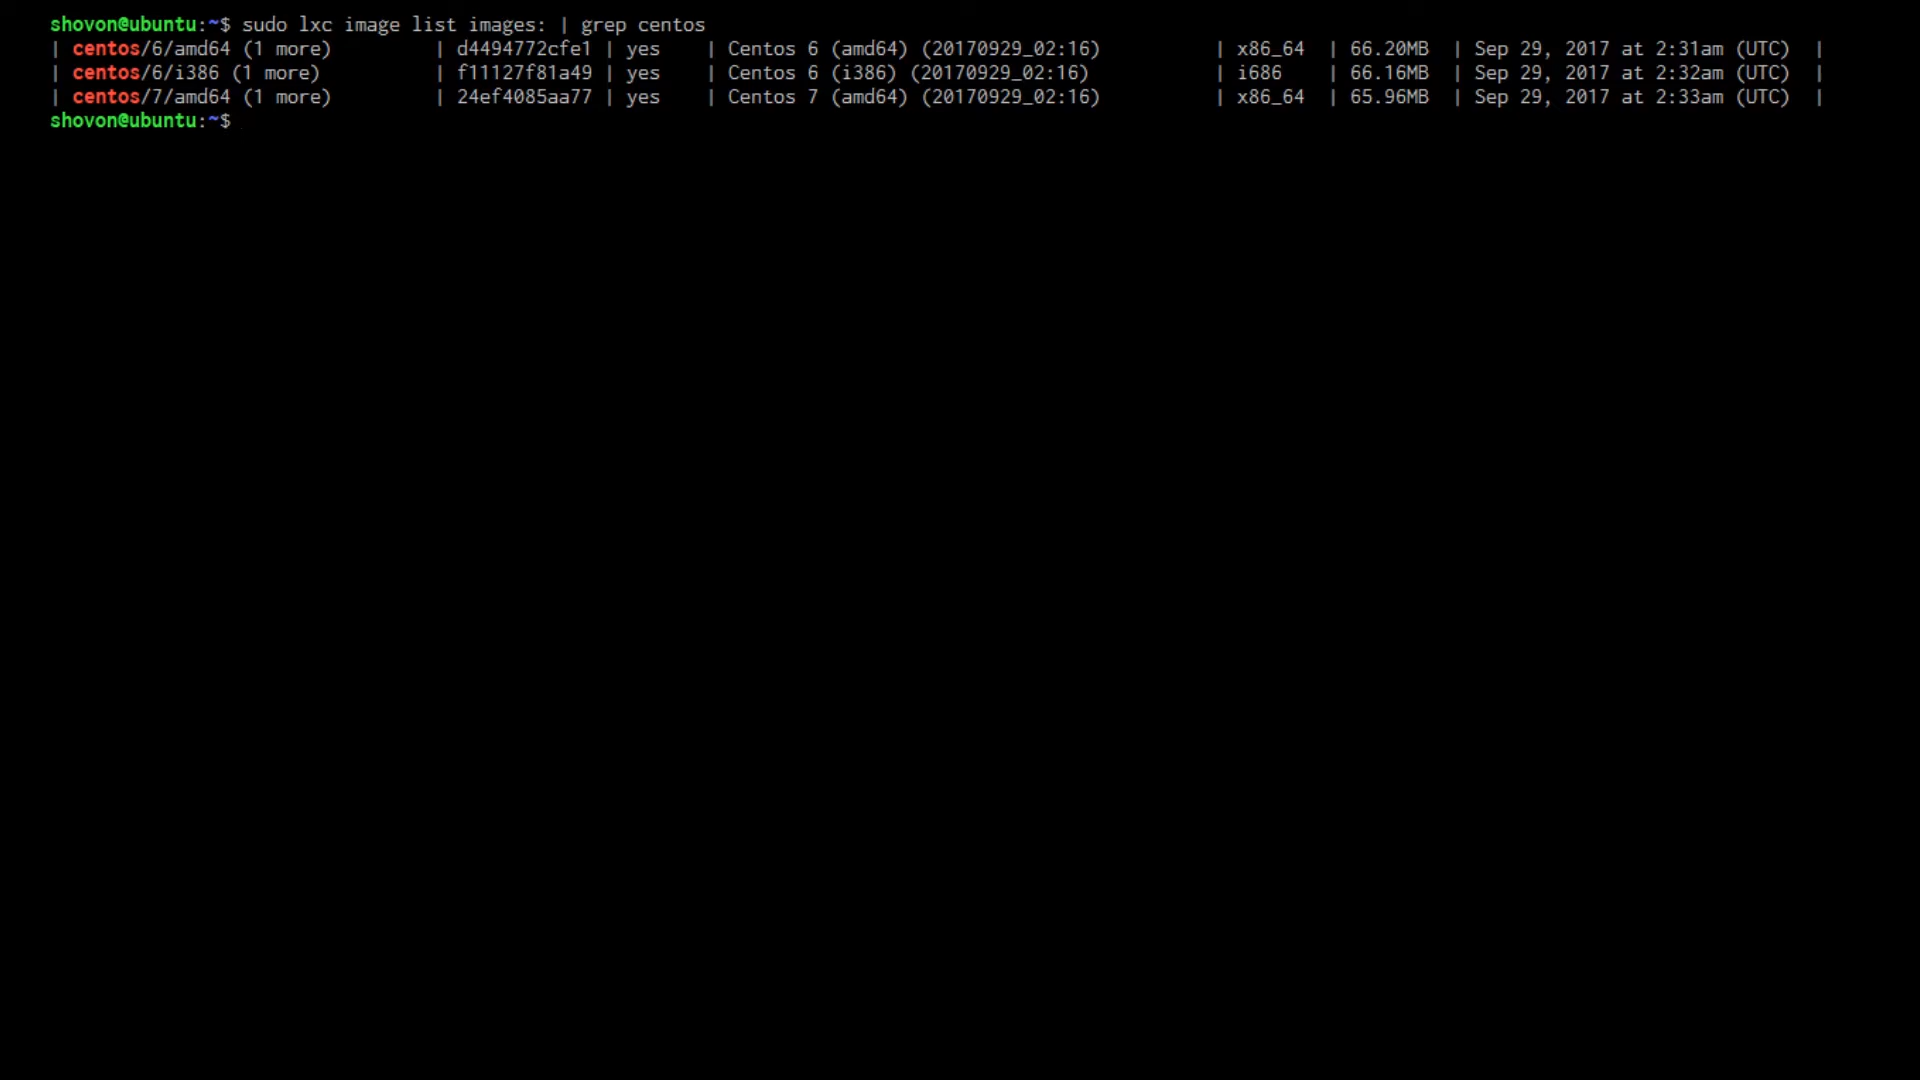 shovon@ubuntu:~$ sudo lxc image list images: | grep centos
| centos/6/amd64 (1 more) | d4494772cfe1 | yes | Centos 6 (amd64) (20170929_02:16) | x86_64 | 66.20MB | Sep 29, 2017 at 2:31am (UTC) |
| centos/6/i386 (1 more) | f11127f81a49 | yes | Centos 6 (i386) (20170929_02:16) | i686 | 66.16MB | Sep 29, 2017 at 2:32am (UTC) |
| centos/7/amd64 (1 more) | 24ef4085aa77 | yes | Centos 7 (amd64) (20170929_02:16) | x86_64 | 65.96MB | Sep 29, 2017 at 2:33am (UTC) |
shovon@ubuntu:~$